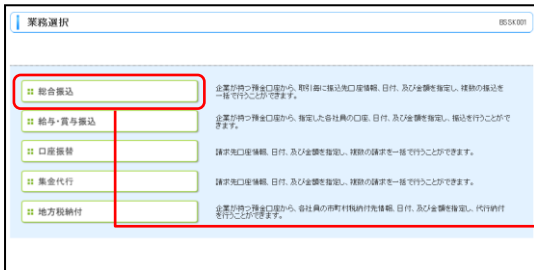 業務選択
BSSK001
総合振込
企業が持つ預金口座から、取引毎に振込先口座情報、日付、及び金額を指定し、複数の振込を
一括で行うことができます。
給与・賞与振込
企業が持つ預金口座から、指定した各社員の口座、日付、及び金額を指定し、振込を行うことがで
きます。
口座振替
請求先口座情報、日付、及び金額を指定し、複数の請求を一括で行うことができます。
集金代行
請求先口座情報、日付、及び金額を指定し、複数の請求を一括で行うことができます。
地方税納付
企業が持つ預金口座から、各社員の市町村税納付先情報、日付、及び金額を指定し、代行納付
を行うことができます。